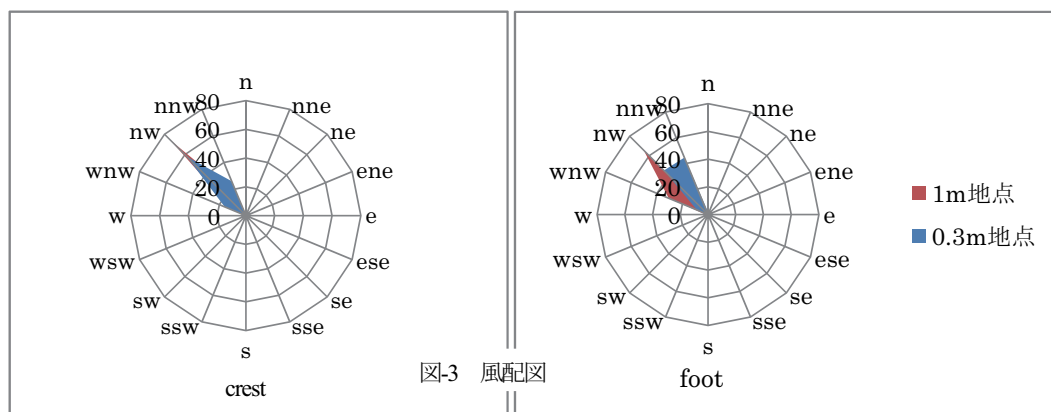 n
nne
ne
ene
e
ese
se
sse
s
ssw
sw
wsw
w
wnw
nw
nnw
80
60
40
20
0
crest
n
nne
ne
ene
e
ese
se
sse
s
ssw
sw
wsw
w
wnw
nw
nnw
80
60
40
20
0
foot
1m地点
0.3m地点
図-3 風配図